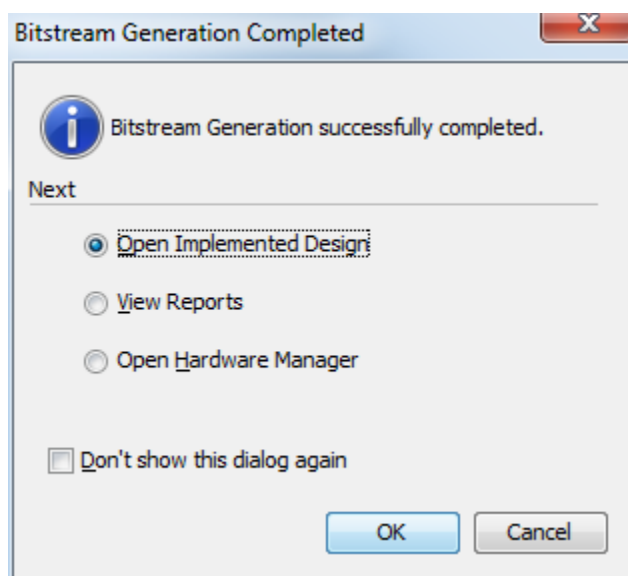 Bitstream Generation Completed
Bitstream Generation successfully completed.
Next
Open Implemented Design
View Reports
Open Hardware Manager
Don't show this dialog again
OK
Cancel